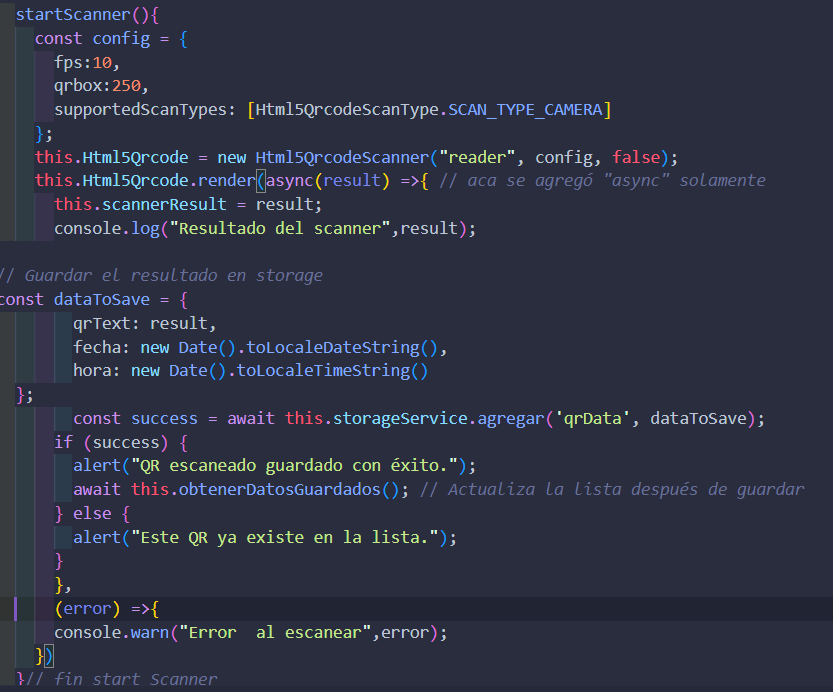 startScanner(){
const config = {
fps:10,
qrbox:250,
supportedScanTypes: [Html5QrcodeScanType.SCAN_TYPE_CAMERA]
};
this.Html5Qrcode = new Html5QrcodeScanner("reader", config, false);
this.Html5Qrcode.render(async(result) =>{ // aca se agregó "async" solamente
this.scannerResult = result;
console.log("Resultado del scanner",result);
// Guardar el resultado en storage
const dataToSave = {
qrText: result,
fecha: new Date().toLocaleDateString(),
hora: new Date().toLocaleTimeString()
};
const success = await this.storageService.agregar('qrData', dataToSave);
if (success) {
alert("QR escaneado guardado con éxito.");
await this.obtenerDatosGuardados(); // Actualiza la lista después de guardar
} else {
alert("Este QR ya existe en la lista.");
}
},
(error) =>{
console.warn("Error  al escanear",error);
})
}// fin start Scanner